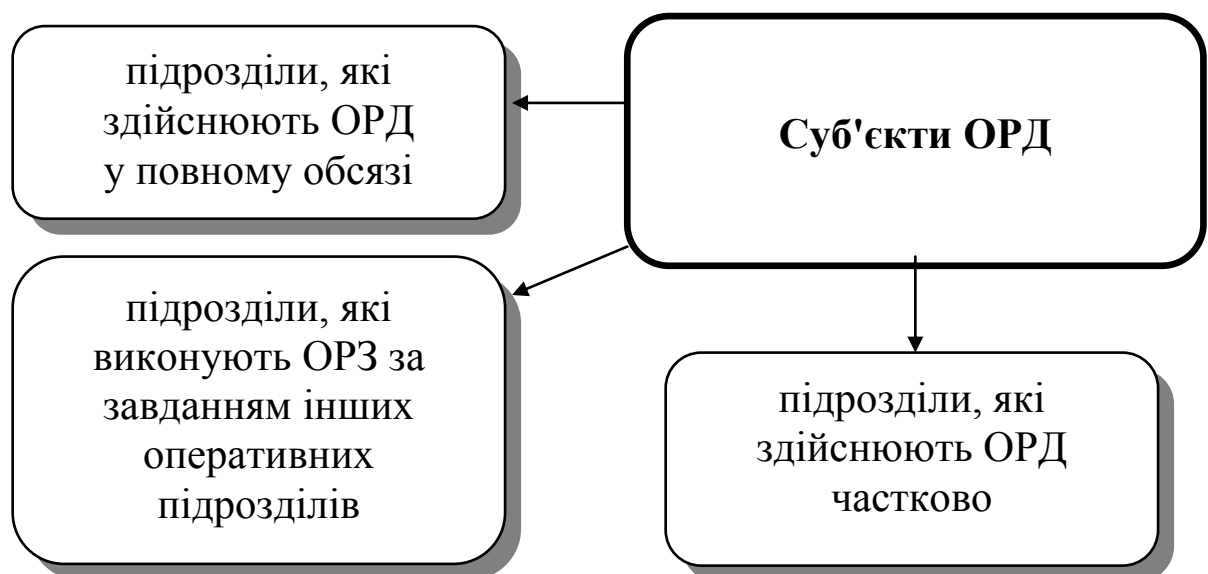 Суб'єкти ОРД
підрозділи, які
здійснюють ОРД
у повному обсязі
підрозділи, які
виконують ОРЗ за
завданням інших
оперативних
підрозділів
підрозділи, які
здійснюють ОРД
частково